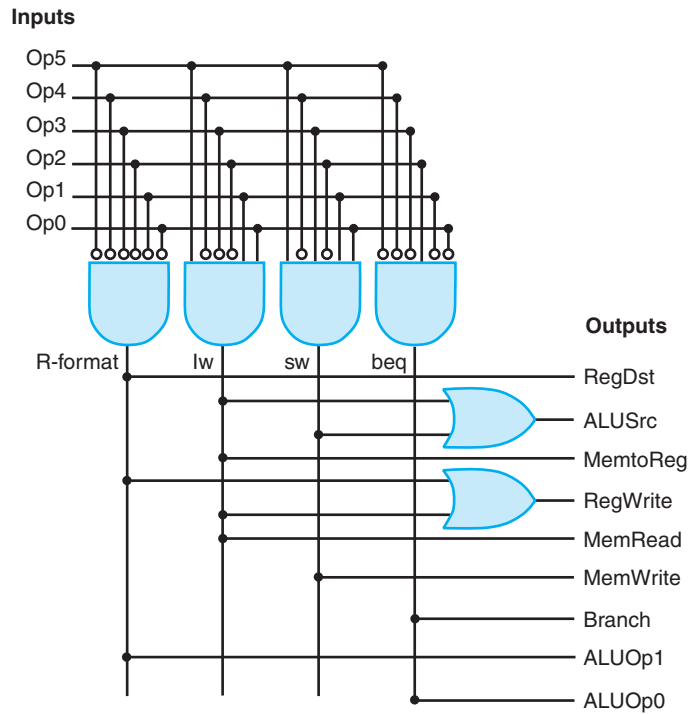 Inputs
Op5
Op4
Op3
Op2
Op1
Op0
R-format
lw
sw
beq
Outputs
RegDst
ALUSrc
MemtoReg
RegWrite
MemRead
MemWrite
Branch
ALUOp1
ALUOp0